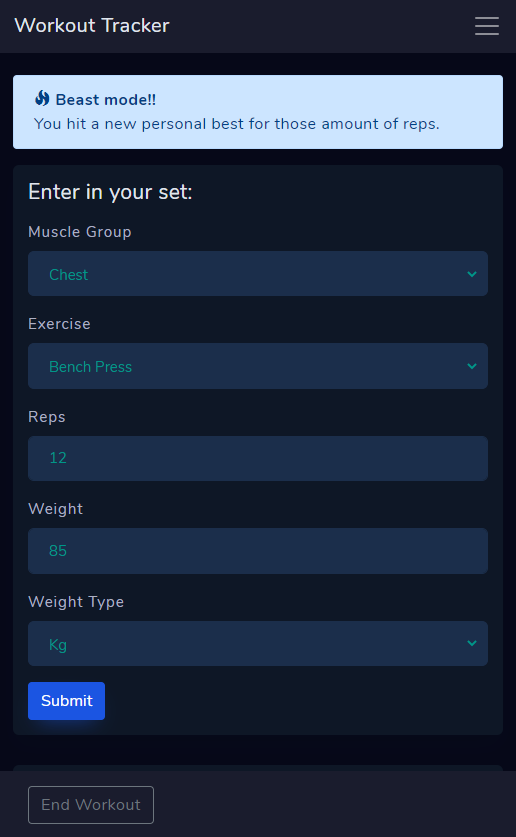 Workout Tracker
Beast mode!!
You hit a new personal best for those amount of reps.
Enter in your set:
Muscle Group
Chest
Exercise
Bench Press
Reps
12
Weight
85
Weight Type
Kg
Submit
End Workout